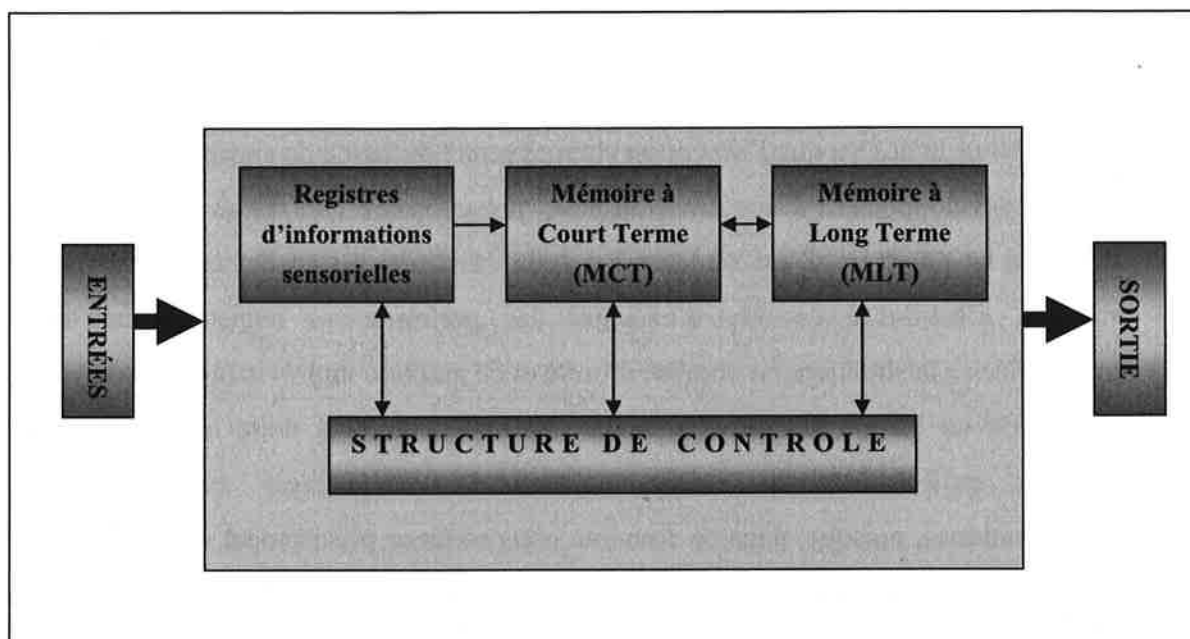 ENTRÉES
Registres
d'informations
sensorielles
Mémoire à
Court Terme
(MCT)
Mémoire à
Long Terme
(MLT)
STRUCTURE DE CONTROLE
SORTIE